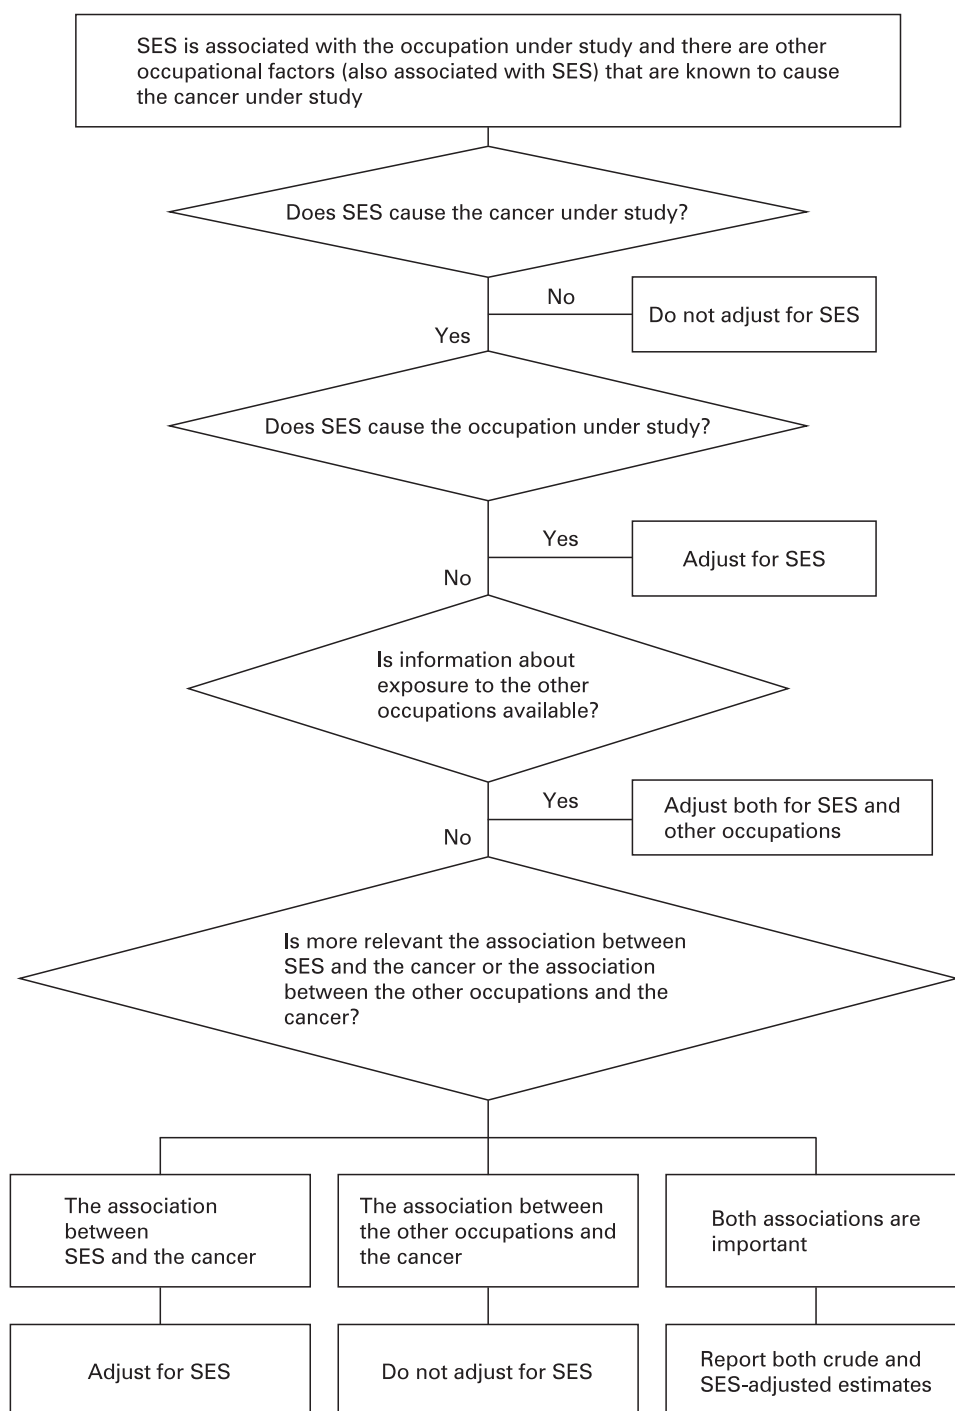 SES is associated with the occupation under study and there are other
occupational factors (also associated with SES) that are known to cause
the cancer under study
Does SES cause the cancer under study?
No
Do not adjust for SES
Yes
Does SES cause the occupation under study?
Yes
Adjust for SES
No
Is information about
exposure to the other
occupations available?
Yes
Adjust both for SES and
other occupations
No
Is more relevant the association between
SES and the cancer or the association
between the other occupations and the
cancer?
The association
between
SES and the cancer
The association between
the other occupations and
the cancer
Both associations are
important
Adjust for SES
Do not adjust for SES
Report both crude and
SES-adjusted estimates